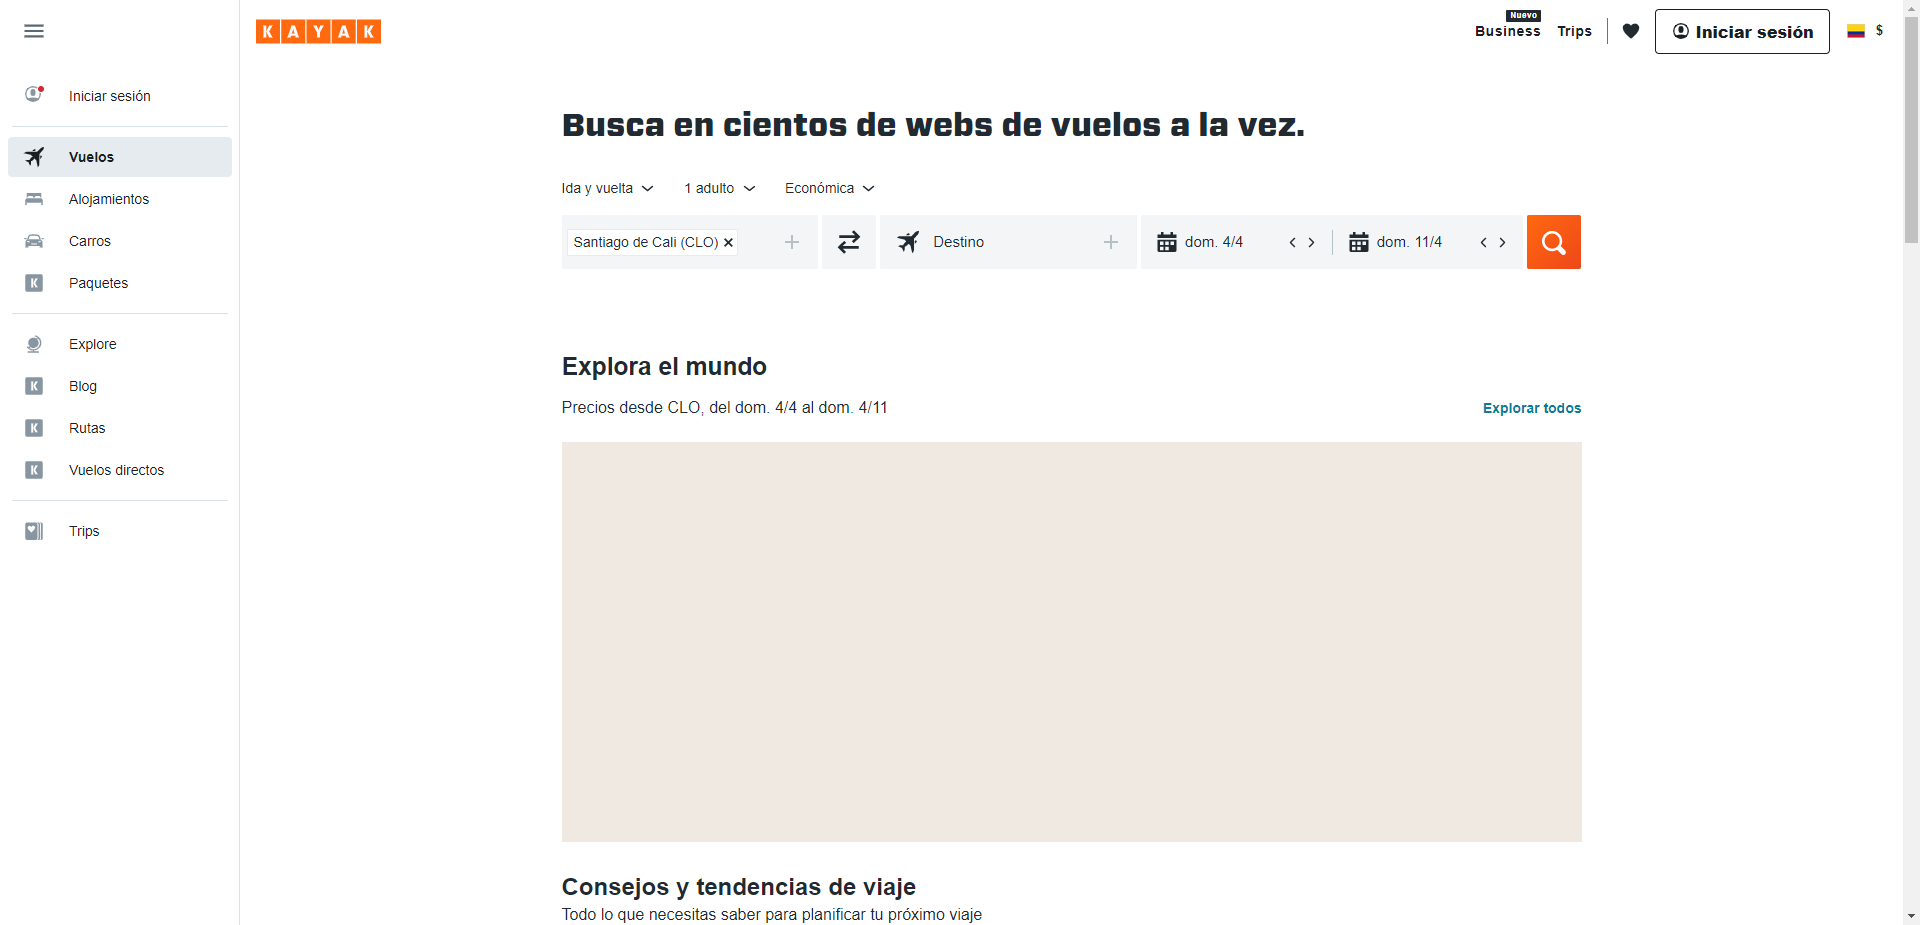 KAYAK
Nuevo
Business
Trips
Iniciar sesión
$
Iniciar sesión
Vuelos
Alojamientos
Carros
K Paquetes
Explore
K Blog
K Rutas
K Vuelos directos
Trips
Busca en cientos de webs de vuelos a la vez.
Ida y vuelta 1 adulto Económica
Santiago de Cali (CLO) Destino dom. 4/4 dom. 11/4
Explora el mundo
Precios desde CLO, del dom. 4/4 al dom. 4/11
Explorar todos
Consejos y tendencias de viaje
Todo lo que necesitas saber para planificar tu próximo viaje